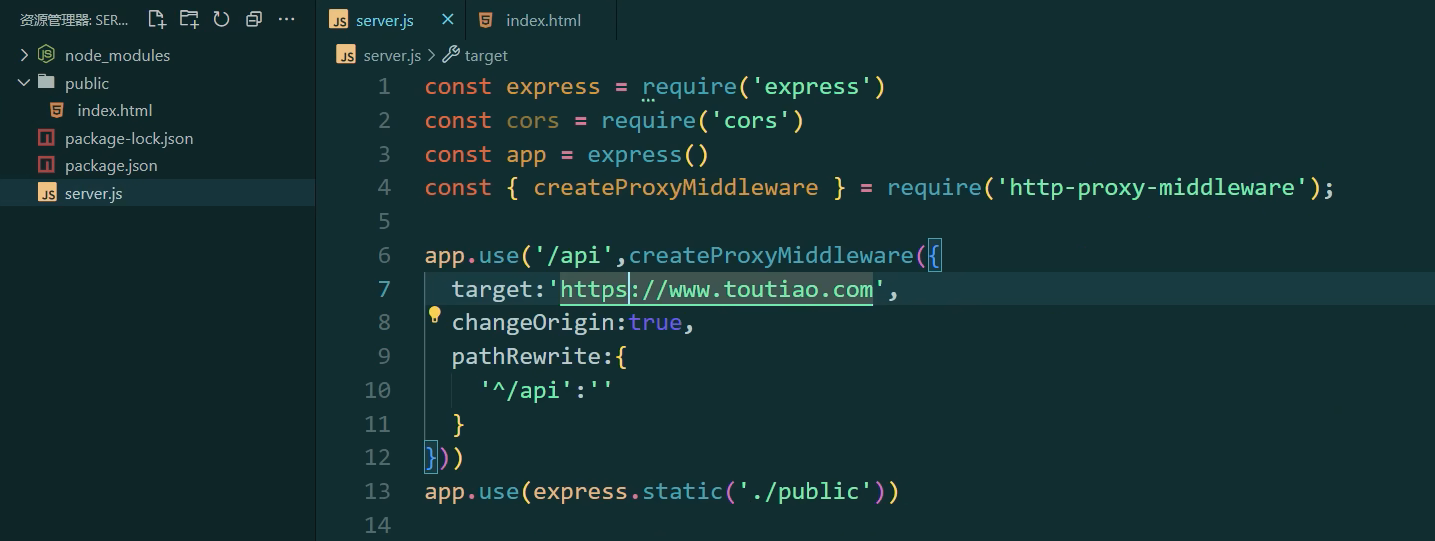 资源管理器: SER...
server.js
index.html
node_modules
public
index.html
package-lock.json
package.json
server.js
server.js > target
1 const express = require('express')
2 const cors = require('cors')
3 const app = express()
4 const { createProxyMiddleware } = require('http-proxy-middleware');
5
6 app.use('/api',createProxyMiddleware({
7 target:'https://www.toutiao.com',
8 changeOrigin:true,
9 pathRewrite:{
10 '^/api':''
11 }
12 }))
13 app.use(express.static('./public'))
14